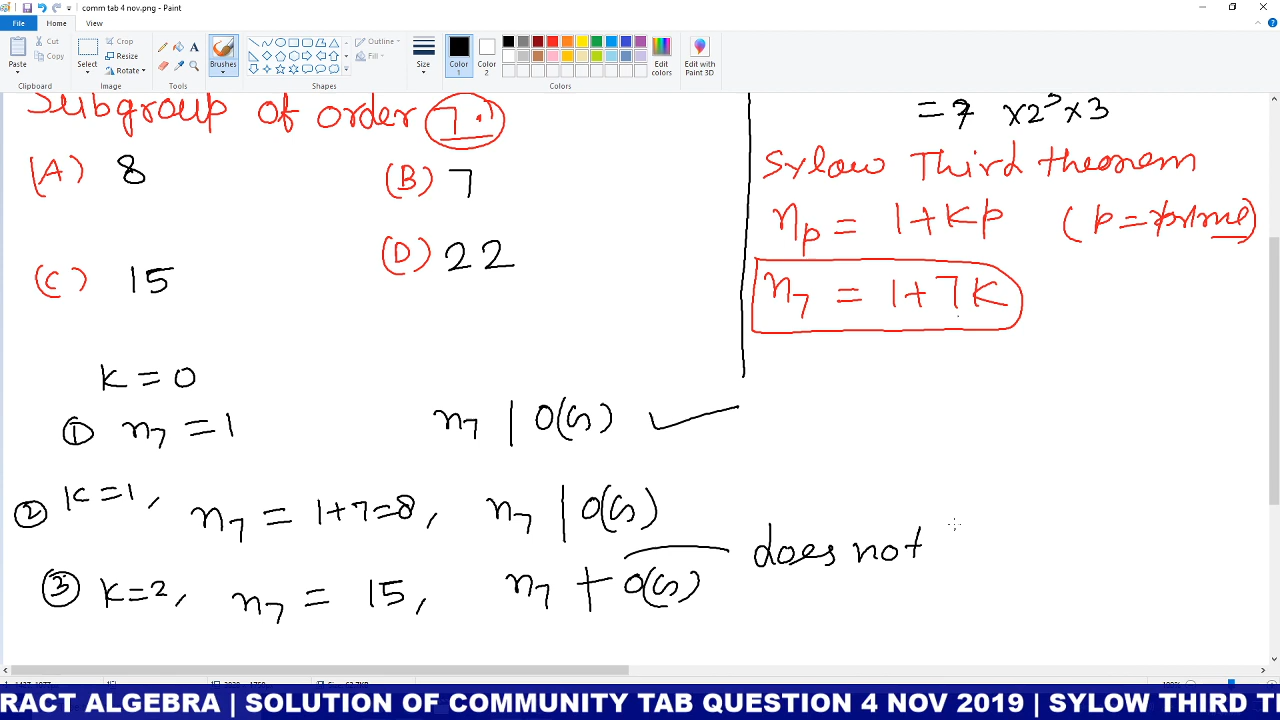 comm tab 4 nov.png - Paint
File Home View
Paste
Cut
Copy
Clipboard
Select
Crop
Resize
Rotate
Image
Tools
Brushes
Shapes
Outline
Fill
Size
Color 1
Color 2
Colors
Edit colors
Edit with Paint 3D
Subgroup of order 7.
(A) 8
(B) 7
(C) 15
(D) 22
= 7 × 2³ × 3
Sylow Third theorem
np = 1 + kp (p = prime)
n7 = 1 + 7k
k = 0
① n7 = 1 n7 | O(G) ✓
② k = 1, n7 = 1 + 7 = 8, n7 | O(G)
③ k = 2, n7 = 15, n7 ∤ O(G) does not
100%
RACT ALGEBRA | SOLUTION OF COMMUNITY TAB QUESTION 4 NOV 2019 | SYLOW THIRD T